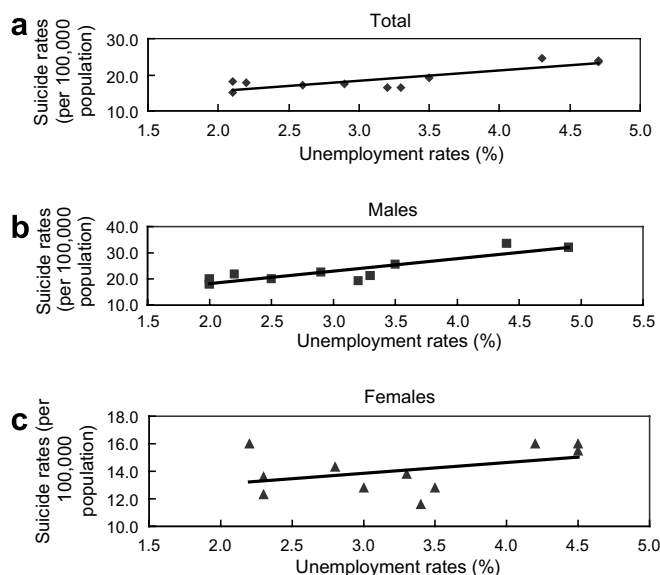 a
Total
Suicide rates
(per 100,000
population)
30.0
20.0
10.0
1.5 2.0 2.5 3.0 3.5 4.0 4.5 5.0
Unemployment rates (%)
b
Males
Suicide rates
(per 100,000
population)
40.0
30.0
20.0
10.0
1.5 2.0 2.5 3.0 3.5 4.0 4.5 5.0 5.5
Unemployment rates (%)
c
Females
Suicide rates (per
100,000
population)
18.0
16.0
14.0
12.0
10.0
1.5 2.0 2.5 3.0 3.5 4.0 4.5 5.0
Unemployment rates (%)